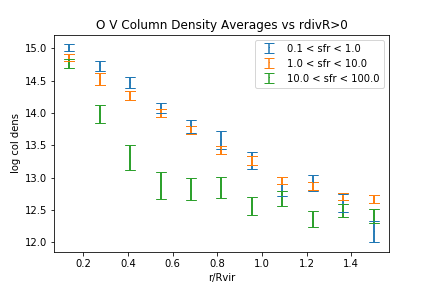 O V Column Density Averages vs rdivR>0
15.0
14.5
14.0
13.5
13.0
12.5
12.0
log col dens
0.1 < sfr < 1.0
1.0 < sfr < 10.0
10.0 < sfr < 100.0
0.2
0.4
0.6
0.8
1.0
1.2
1.4
r/Rvir